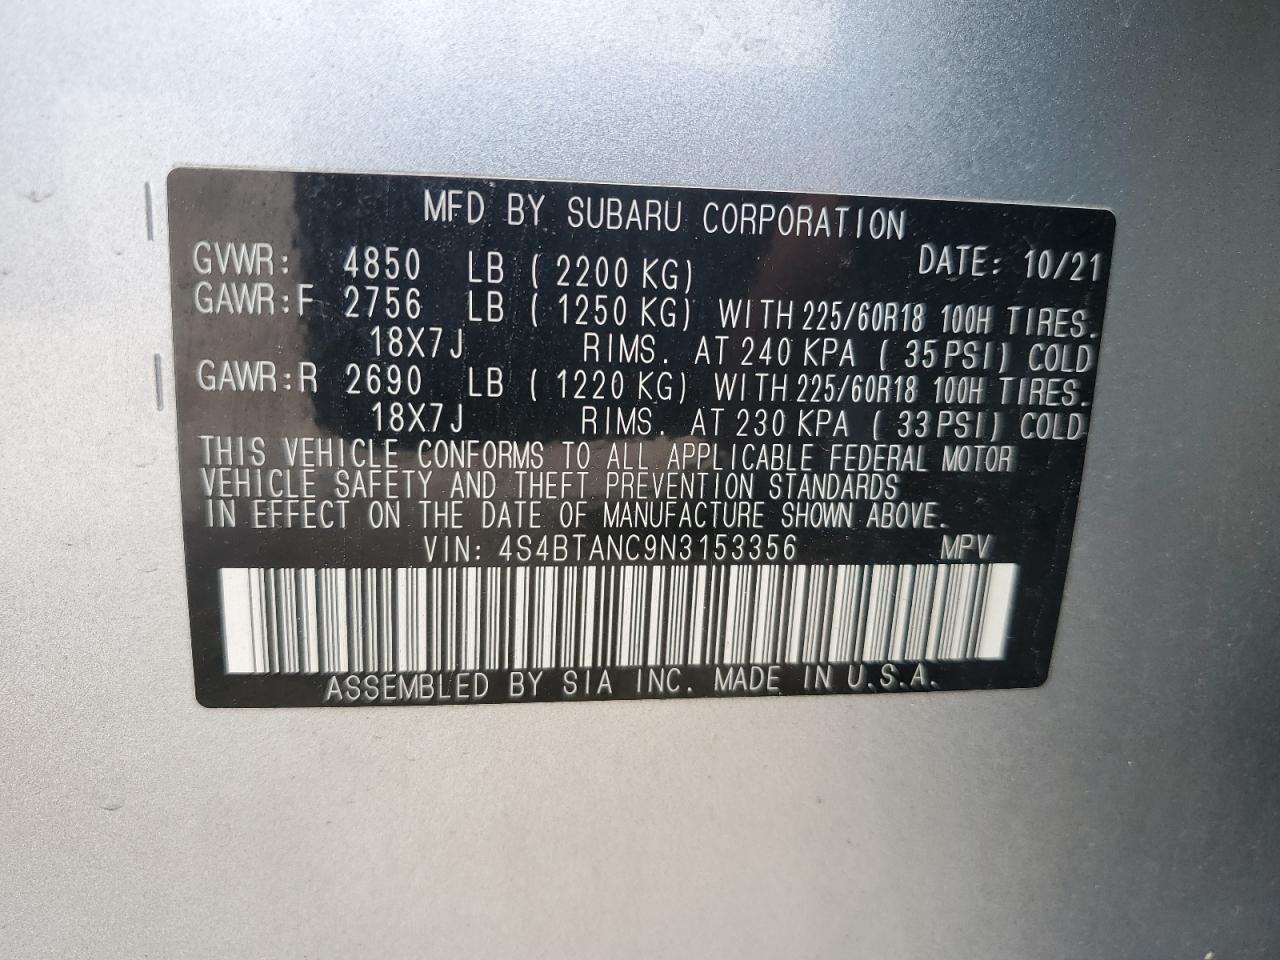 MFD BY SUBARU CORPORATION
GVWR: 4850 LB ( 2200 KG) DATE: 10/21
GAWR:F 2756 LB ( 1250 KG) WITH 225/60R18 100H TIRES.
18X7J RIMS. AT 240 KPA ( 35 PSI) COLD
GAWR:R 2690 LB ( 1220 KG) WITH 225/60R18 100H TIRES.
18X7J RIMS. AT 230 KPA ( 33 PSI) COLD
THIS VEHICLE CONFORMS TO ALL APPLICABLE FEDERAL MOTOR
VEHICLE SAFETY AND THEFT PREVENTION STANDARDS
IN EFFECT ON THE DATE OF MANUFACTURE SHOWN ABOVE.
VIN: 4S4BTANC9N3153356 MPV
ASSEMBLED BY SIA INC. MADE IN U.S.A.